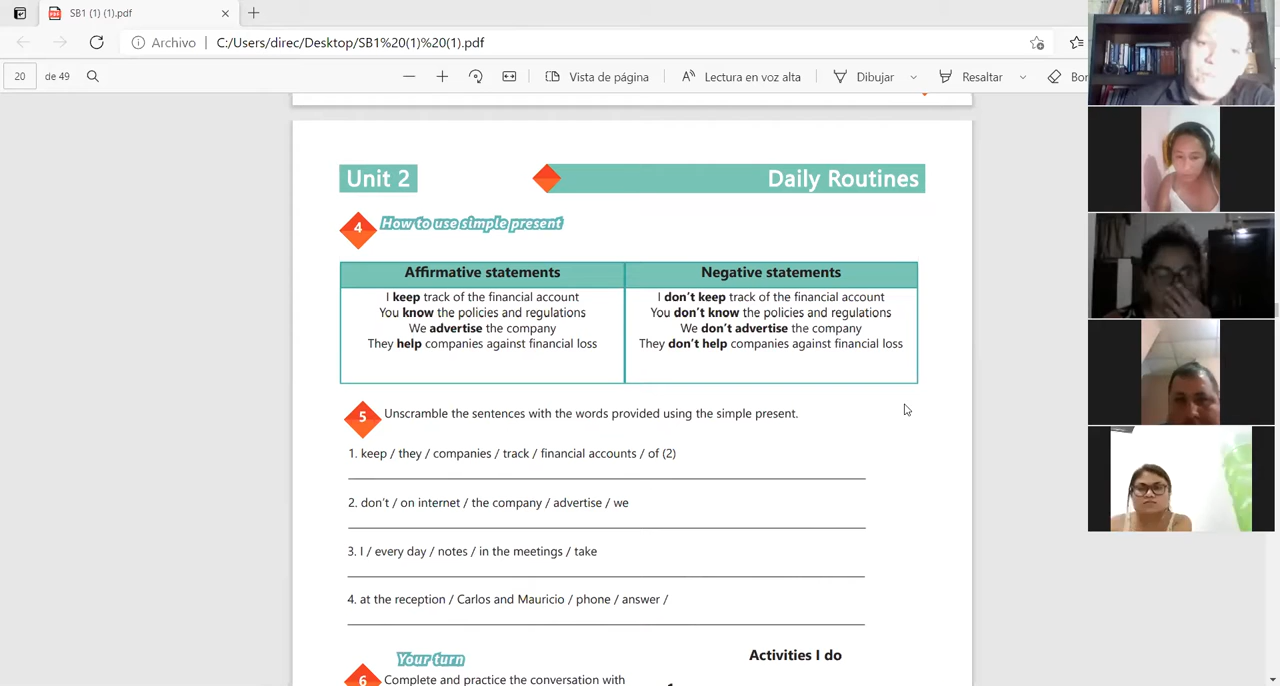 SB1 (1) (1).pdf
Archivo
C:/Users/direc/Desktop/SB1%20(1)%20(1).pdf
20 de 49
Vista de página
Lectura en voz alta
Dibujar
Resaltar
Bor
Unit 2
Daily Routines
4 How to use simple present
Affirmative statements
Negative statements
I keep track of the financial account
You know the policies and regulations
We advertise the company
They help companies against financial loss
I don't keep track of the financial account
You don't know the policies and regulations
We don't advertise the company
They don't help companies against financial loss
5 Unscramble the sentences with the words provided using the simple present.
1. keep / they / companies / track / financial accounts / of (2)
2. don't / on internet / the company / advertise / we
3. I / every day / notes / in the meetings / take
4. at the reception / Carlos and Mauricio / phone / answer /
Your turn
Activities I do
6 Complete and practice the conversation with